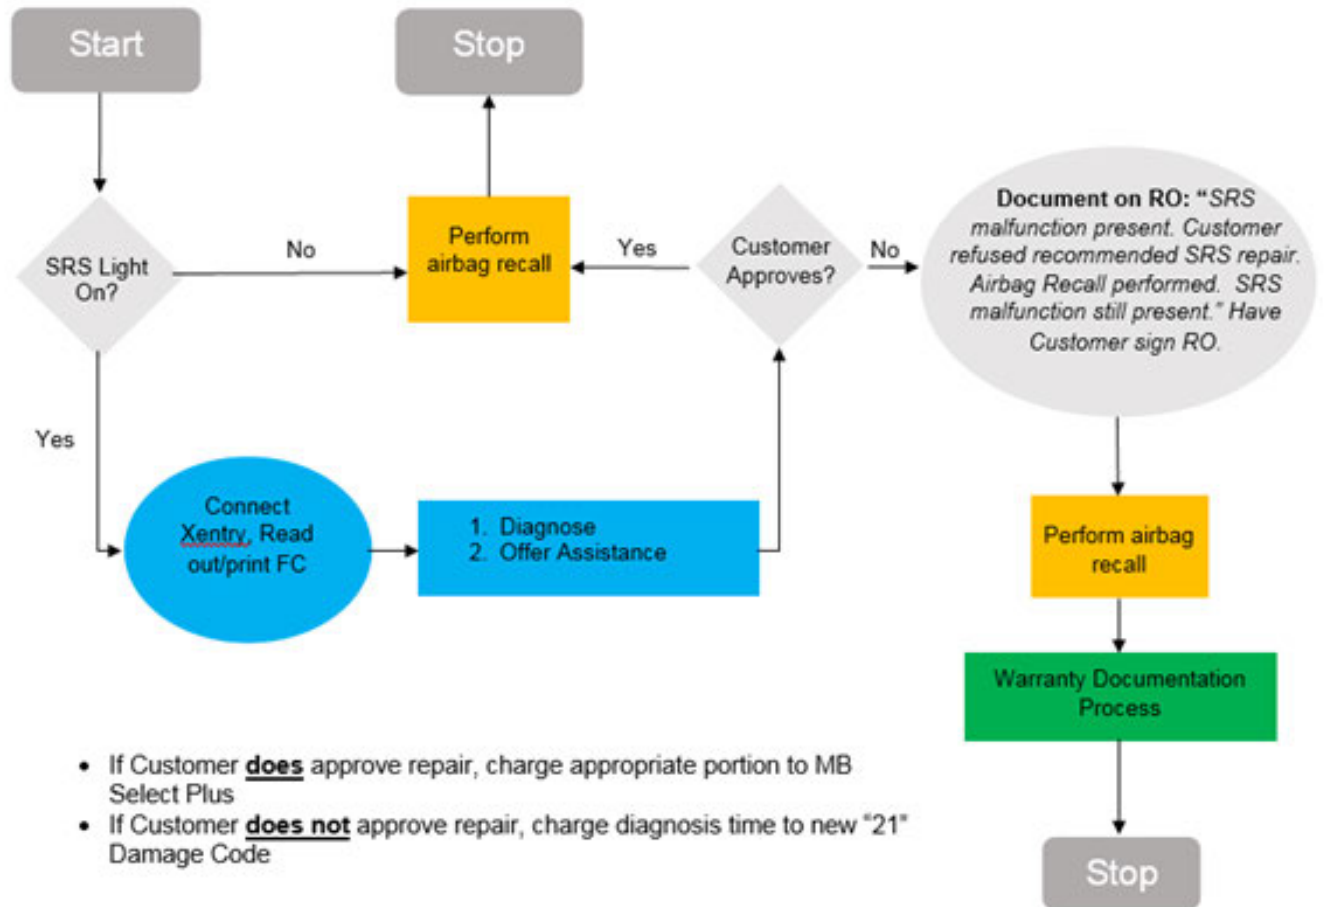 Start
Stop
SRS Light
On?
No
Perform
airbag recall
Yes
Customer
Approves?
No
Document on RO: “SRS
malfunction present. Customer
refused recommended SRS repair.
Airbag Recall performed.  SRS
malfunction still present.” Have
Customer sign RO.
Yes
Connect
Xentry, Read
out/print FC
1. Diagnose
2. Offer Assistance
Perform airbag
recall
Warranty Documentation
Process
Stop
• If Customer does approve repair, charge appropriate portion to MB
Select Plus
• If Customer does not approve repair, charge diagnosis time to new “21”
Damage Code